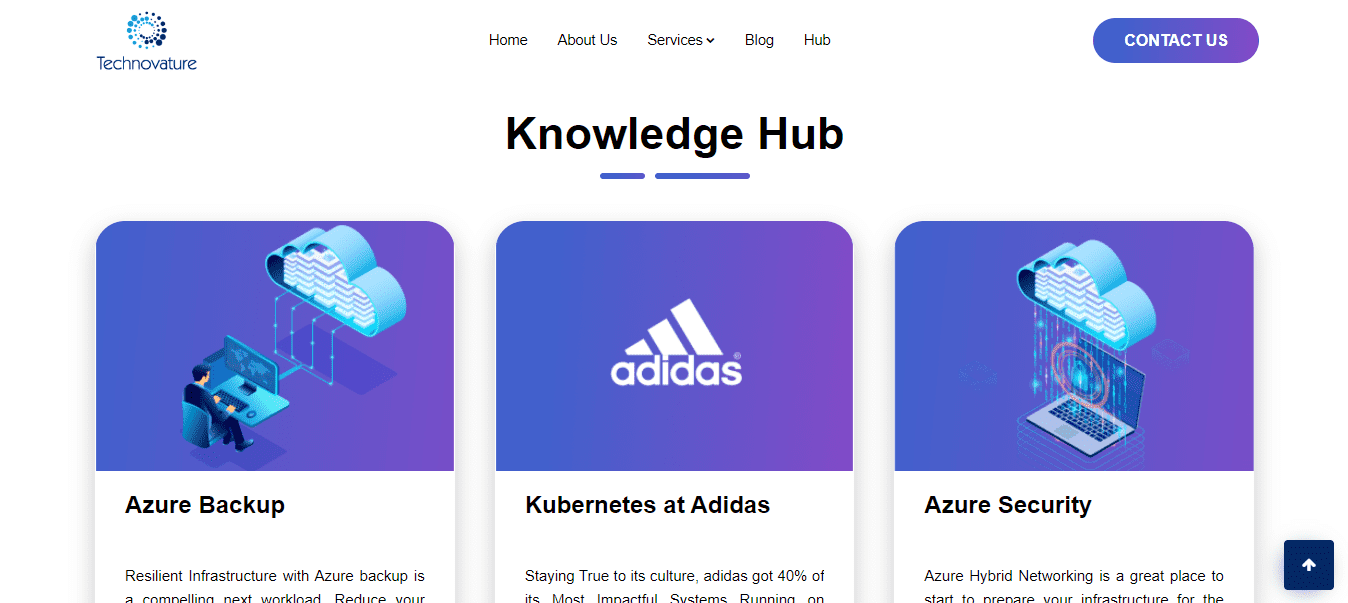 Technovature
Home
About Us
Services
Blog
Hub
CONTACT US
Knowledge Hub
adidas®
Azure Backup
Kubernetes at Adidas
Azure Security
Resilient Infrastructure with Azure backup is
a compelling next workload. Reduce your
Staying True to its culture, adidas got 40% of
its Most Impactful Systems Running on
Azure Hybrid Networking is a great place to
start to prepare your infrastructure for the